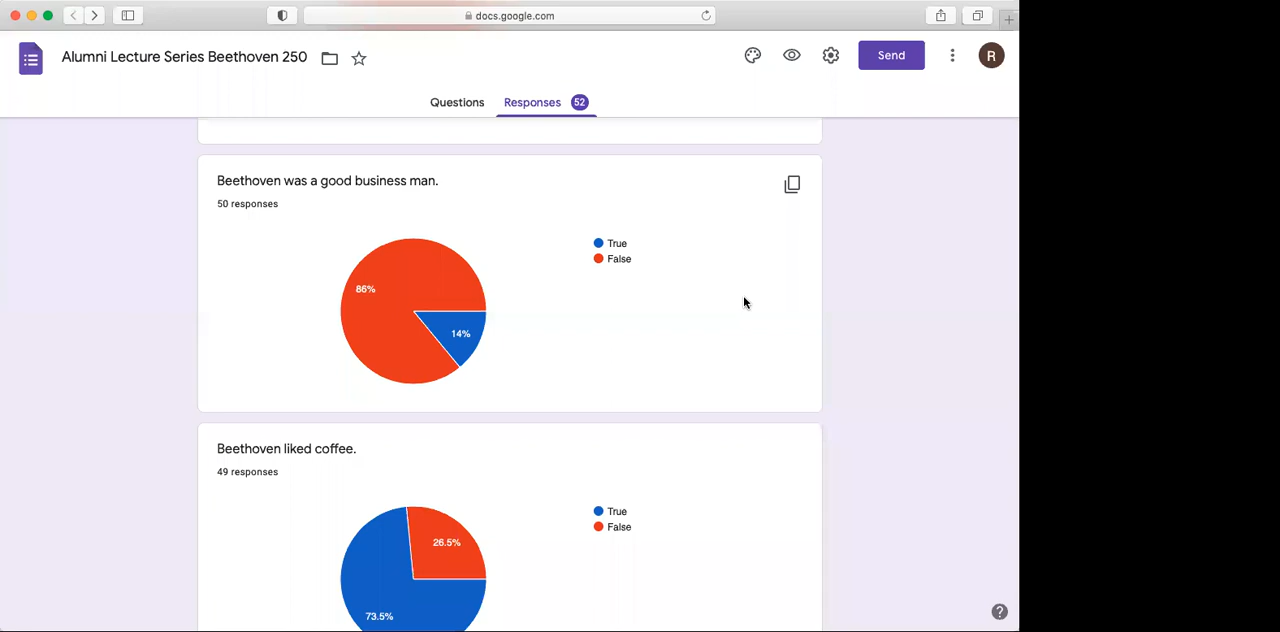 docs.google.com
Alumni Lecture Series Beethoven 250
Send
R
Questions
Responses 52
Beethoven was a good business man.
50 responses
True
False
86%
14%
Beethoven liked coffee.
49 responses
True
False
26.5%
73.5%